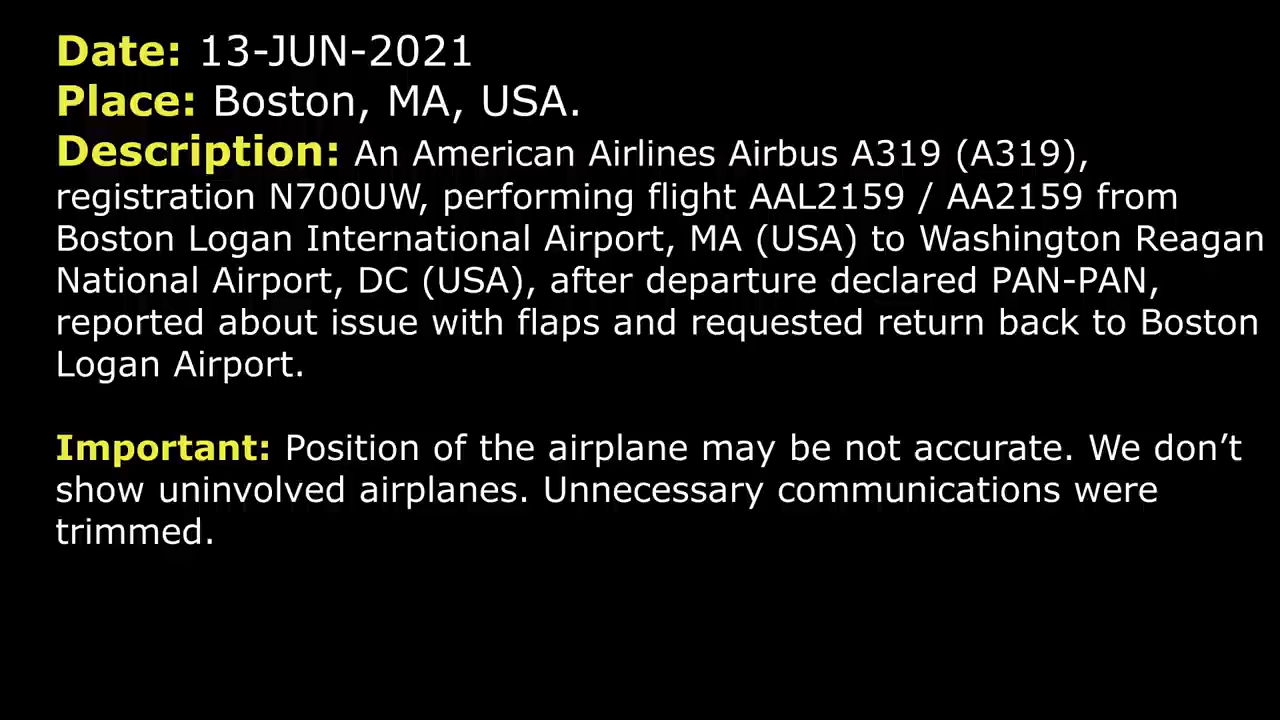 Date: 13-JUN-2021
Place: Boston, MA, USA.
Description: An American Airlines Airbus A319 (A319),
registration N700UW, performing flight AAL2159 / AA2159 from
Boston Logan International Airport, MA (USA) to Washington Reagan
National Airport, DC (USA), after departure declared PAN-PAN,
reported about issue with flaps and requested return back to Boston
Logan Airport.
Important: Position of the airplane may be not accurate. We don’t
show uninvolved airplanes. Unnecessary communications were
trimmed.